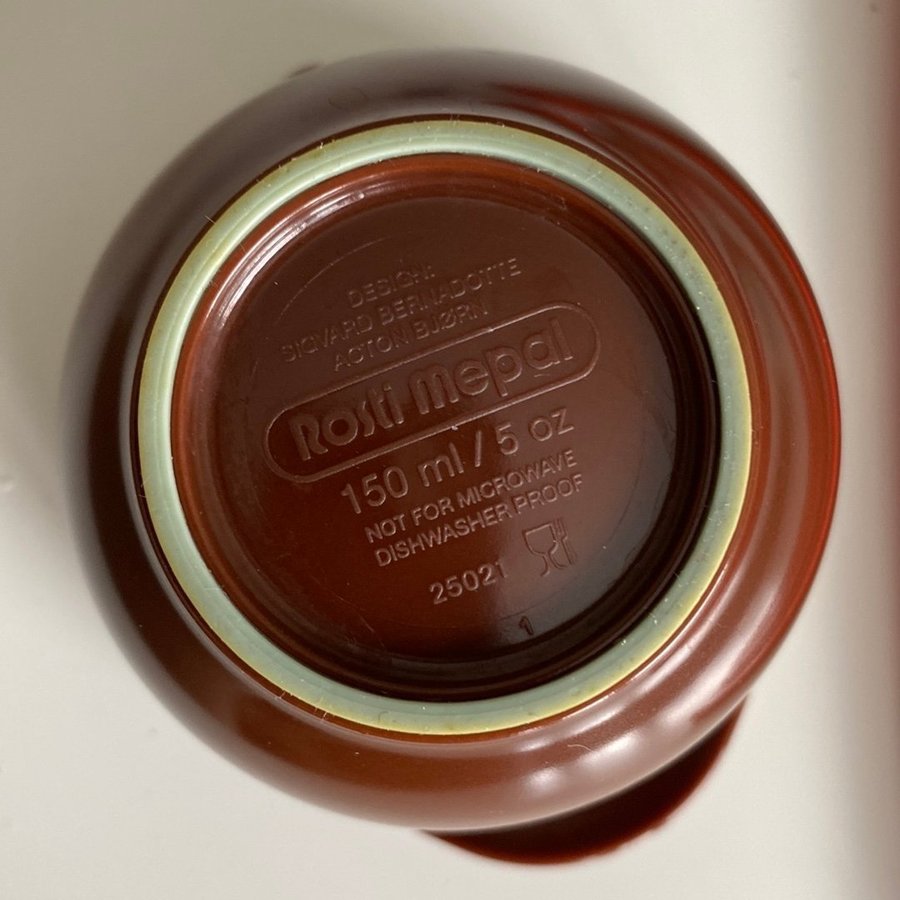 DESIGN:
SIGVARD BERNADOTTE
ACTON BJØRN
Rosti Mepal
150 ml / 5 oz
NOT FOR MICROWAVE
DISHWASHER PROOF
25021
1